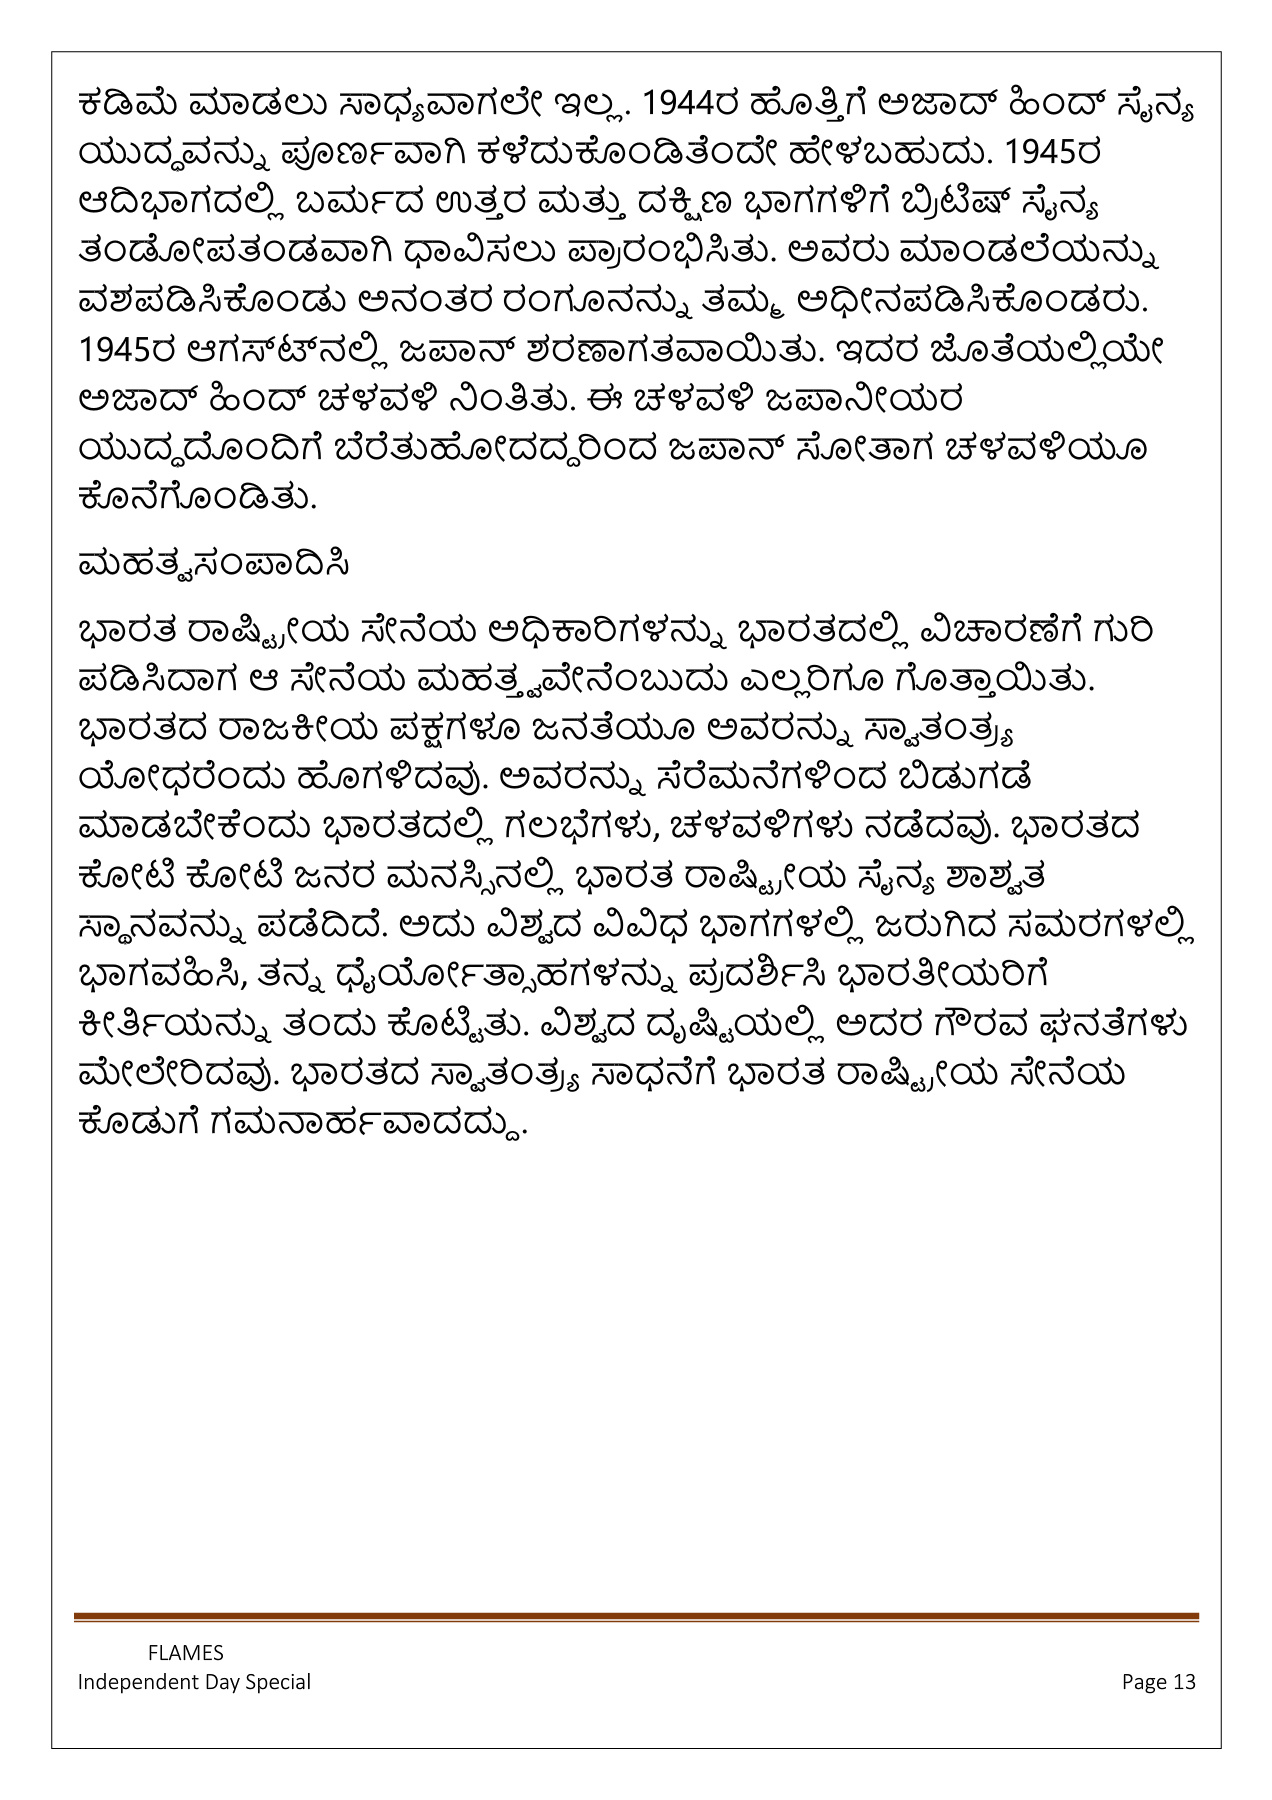 ಕಡಿಮೆ ಮಾಡಲು ಸಾಧ್ಯವಾಗಲೇ ಇಲ್ಲ. 1944ರ ಹೊತ್ತಿಗೆ ಅಜಾದ್ ಹಿಂದ್ ಸೈನ್ಯ
ಯುದ್ಧವನ್ನು ಪೂರ್ಣವಾಗಿ ಕಳೆದುಕೊಂಡಿತೆಂದೇ ಹೇಳಬಹುದು. 1945ರ
ಆದಿಭಾಗದಲ್ಲಿ ಬರ್ಮದ ಉತ್ತರ ಮತ್ತು ದಕ್ಷಿಣ ಭಾಗಗಳಿಗೆ ಬ್ರಿಟಿಷ್ ಸೈನ್ಯ
ತಂಡೋಪತಂಡವಾಗಿ ಧಾವಿಸಲು ಪ್ರಾರಂಭಿಸಿತು. ಅವರು ಮಾಂಡಲೆಯನ್ನು
ವಶಪಡಿಸಿಕೊಂಡು ಅನಂತರ ರಂಗೂನನ್ನು ತಮ್ಮ ಅಧೀನಪಡಿಸಿಕೊಂಡರು.
1945ರ ಆಗಸ್ಟ್‌ನಲ್ಲಿ ಜಪಾನ್ ಶರಣಾಗತವಾಯಿತು. ಇದರ ಜೊತೆಯಲ್ಲಿಯೇ
ಅಜಾದ್ ಹಿಂದ್ ಚಳವಳಿ ನಿಂತಿತು. ಈ ಚಳವಳಿ ಜಪಾನೀಯರ
ಯುದ್ಧದೊಂದಿಗೆ ಬೆರೆತುಹೋದದ್ದರಿಂದ ಜಪಾನ್ ಸೋತಾಗ ಚಳವಳಿಯೂ
ಕೊನೆಗೊಂಡಿತು.
ಮಹತ್ವಸಂಪಾದಿಸಿ
ಭಾರತ ರಾಷ್ಟ್ರೀಯ ಸೇನೆಯ ಅಧಿಕಾರಿಗಳನ್ನು ಭಾರತದಲ್ಲಿ ವಿಚಾರಣೆಗೆ ಗುರಿ
ಪಡಿಸಿದಾಗ ಆ ಸೇನೆಯ ಮಹತ್ತ್ವವೇನೆಂಬುದು ಎಲ್ಲರಿಗೂ ಗೊತ್ತಾಯಿತು.
ಭಾರತದ ರಾಜಕೀಯ ಪಕ್ಷಗಳೂ ಜನತೆಯೂ ಅವರನ್ನು ಸ್ವಾತಂತ್ರ್ಯ
ಯೋಧರೆಂದು ಹೊಗಳಿದವು. ಅವರನ್ನು ಸೆರೆಮನೆಗಳಿಂದ ಬಿಡುಗಡೆ
ಮಾಡಬೇಕೆಂದು ಭಾರತದಲ್ಲಿ ಗಲಭೆಗಳು, ಚಳವಳಿಗಳು ನಡೆದವು. ಭಾರತದ
ಕೋಟಿ ಕೋಟಿ ಜನರ ಮನಸ್ಸಿನಲ್ಲಿ ಭಾರತ ರಾಷ್ಟ್ರೀಯ ಸೈನ್ಯ ಶಾಶ್ವತ
ಸ್ಥಾನವನ್ನು ಪಡೆದಿದೆ. ಅದು ವಿಶ್ವದ ವಿವಿಧ ಭಾಗಗಳಲ್ಲಿ ಜರುಗಿದ ಸಮರಗಳಲ್ಲಿ
ಭಾಗವಹಿಸಿ, ತನ್ನ ಧೈರ್ಯೋತ್ಸಾಹಗಳನ್ನು ಪ್ರದರ್ಶಿಸಿ ಭಾರತೀಯರಿಗೆ
ಕೀರ್ತಿಯನ್ನು ತಂದು ಕೊಟ್ಟಿತು. ವಿಶ್ವದ ದೃಷ್ಟಿಯಲ್ಲಿ ಅದರ ಗೌರವ ಘನತೆಗಳು
ಮೇಲೇರಿದವು. ಭಾರತದ ಸ್ವಾತಂತ್ರ್ಯ ಸಾಧನೆಗೆ ಭಾರತ ರಾಷ್ಟ್ರೀಯ ಸೇನೆಯ
ಕೊಡುಗೆ ಗಮನಾರ್ಹವಾದದ್ದು.
FLAMES
Independent Day Special Page 13